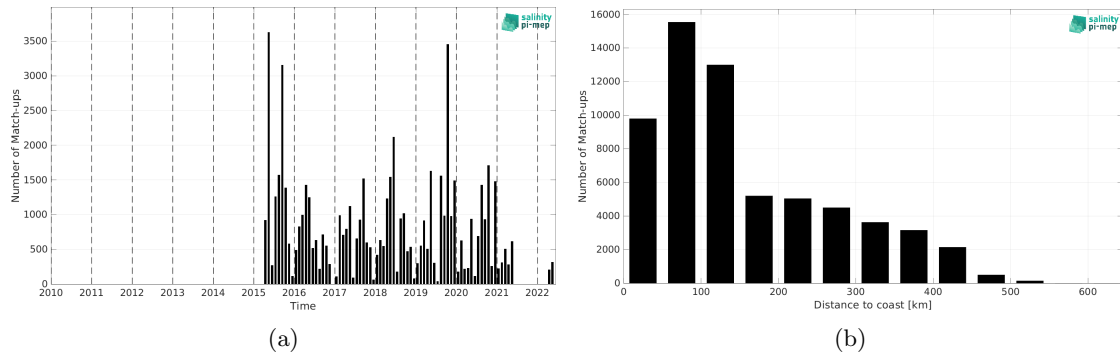 salinity
pi-mep
3500
3000
2500
2000
1500
1000
500
0
Number of Match-ups
2010 2011 2012 2013 2014 2015 2016 2017 2018 2019 2020 2021 2022
Time
(a)
salinity
pi-mep
16000
14000
12000
10000
8000
6000
4000
2000
0
Number of Match-ups
0 100 200 300 400 500 600
Distance to coast [km]
(b)